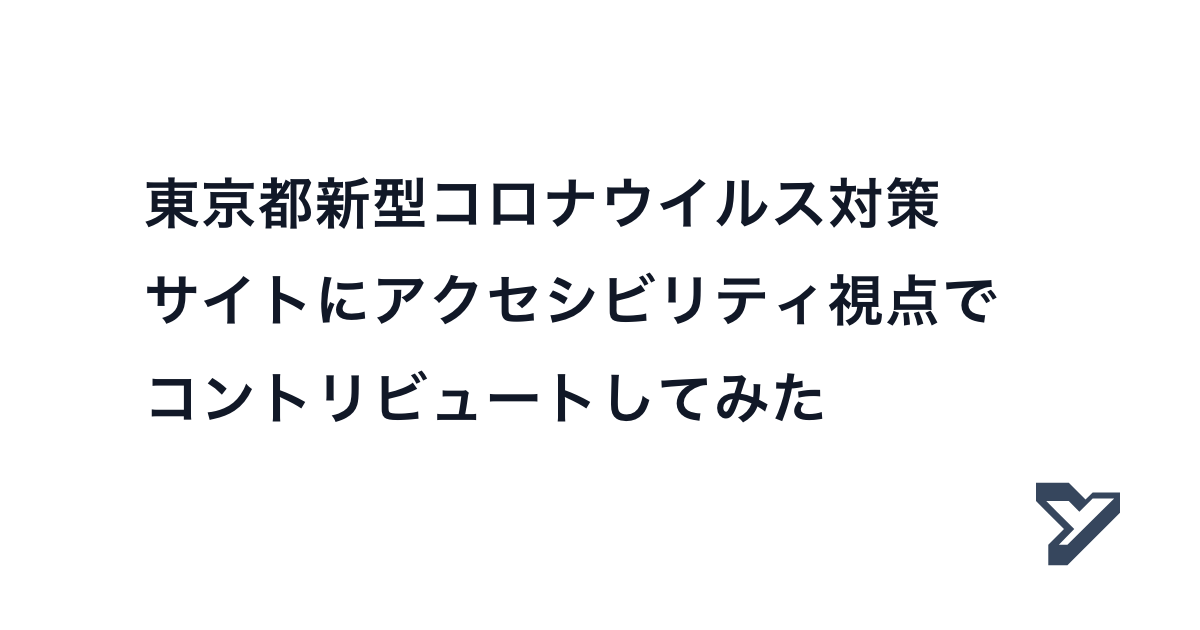 東京都新型コロナウイルス対策
サイトにアクセシビリティ視点で
コントリビュートしてみた